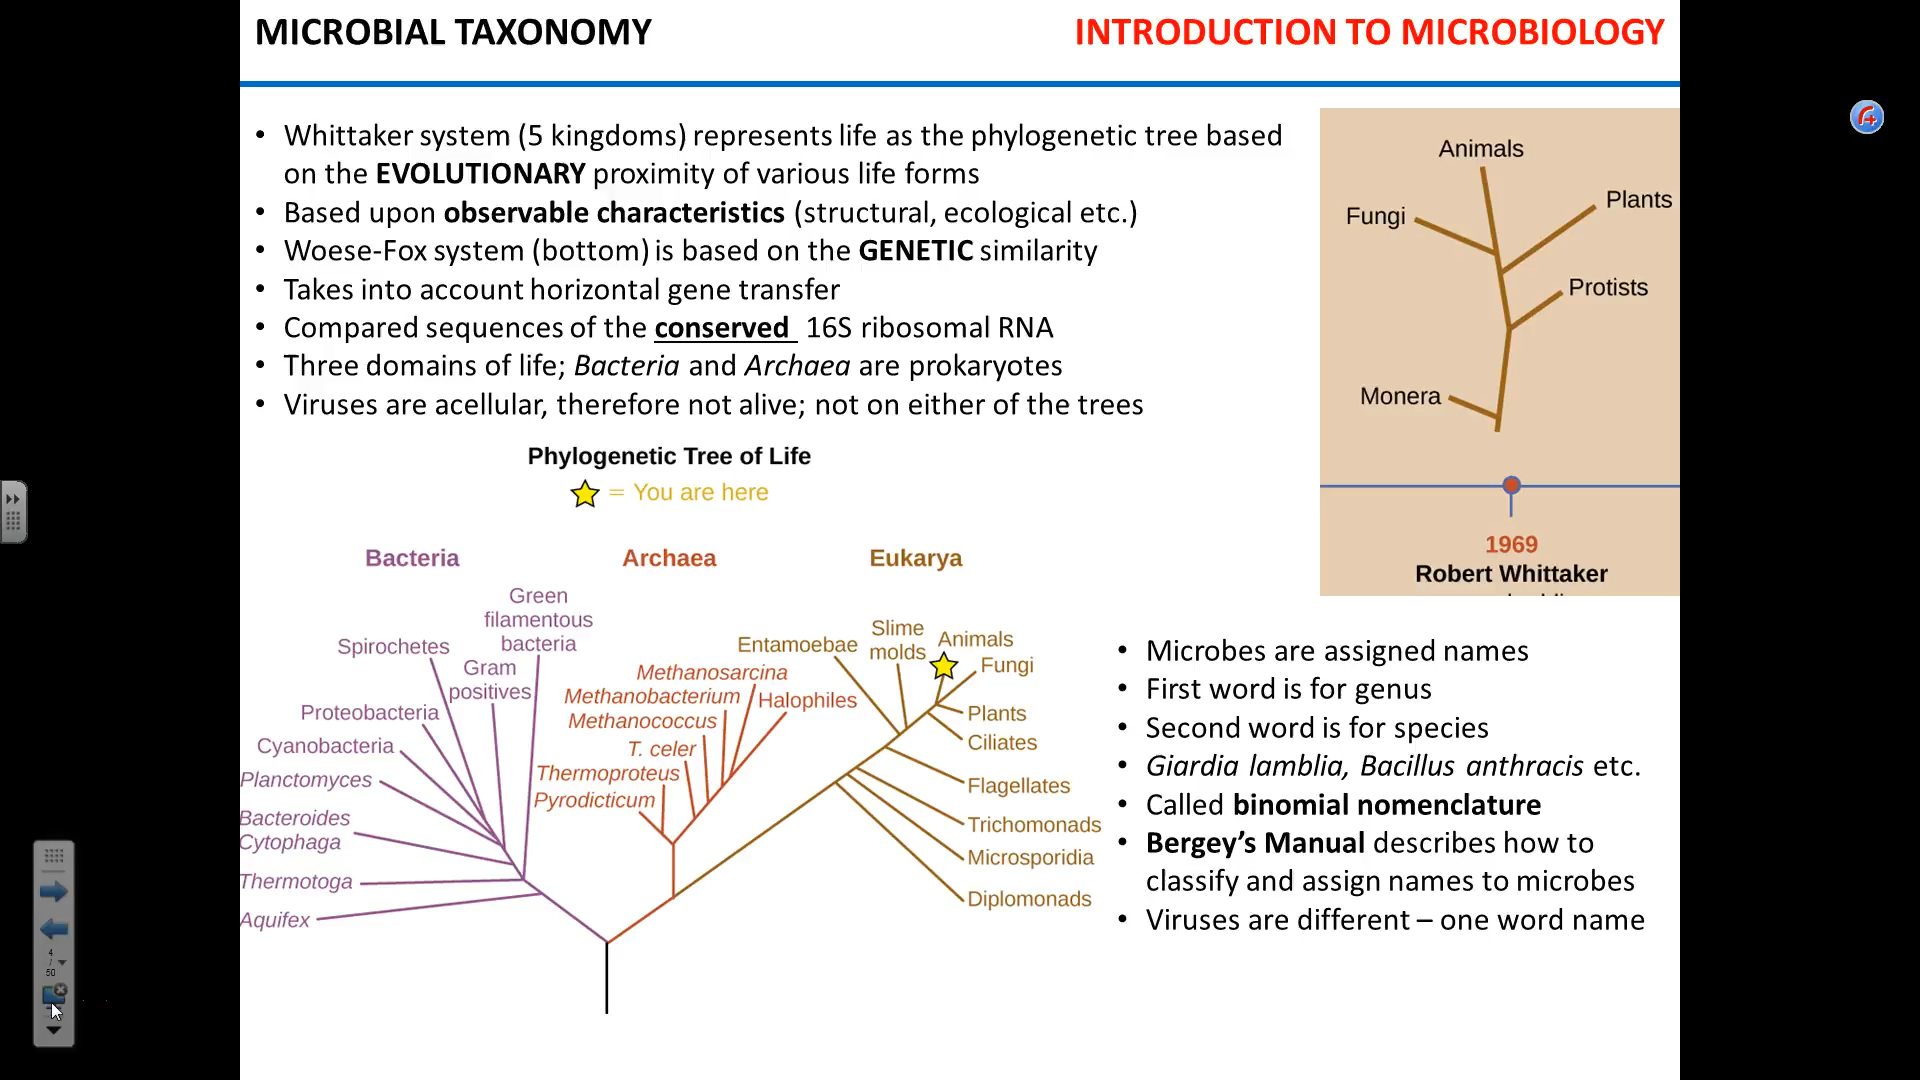 MICROBIAL TAXONOMY
INTRODUCTION TO MICROBIOLOGY
• Whittaker system (5 kingdoms) represents life as the phylogenetic tree based
on the EVOLUTIONARY proximity of various life forms
• Based upon observable characteristics (structural, ecological etc.)
• Woese-Fox system (bottom) is based on the GENETIC similarity
• Takes into account horizontal gene transfer
• Compared sequences of the conserved 16S ribosomal RNA
• Three domains of life; Bacteria and Archaea are prokaryotes
• Viruses are acellular, therefore not alive; not on either of the trees
Animals
Plants
Fungi
Protists
Monera
1969
Robert Whittaker
Phylogenetic Tree of Life
= You are here
Bacteria
Archaea
Eukarya
Green
filamentous
bacteria
Spirochetes
Gram
positives
Proteobacteria
Cyanobacteria
Planctomyces
Bacteroides
Cytophaga
Thermotoga
Aquifex
Methanosarcina
Methanobacterium
Halophiles
Methanococcus
T. celer
Thermoproteus
Pyrodicticum
Entamoebae
Slime
molds
Animals
Fungi
Plants
Ciliates
Flagellates
Trichomonads
Microsporidia
Diplomonads
• Microbes are assigned names
• First word is for genus
• Second word is for species
• Giardia lamblia, Bacillus anthracis etc.
• Called binomial nomenclature
• Bergey’s Manual describes how to
classify and assign names to microbes
• Viruses are different – one word name
4
/
50